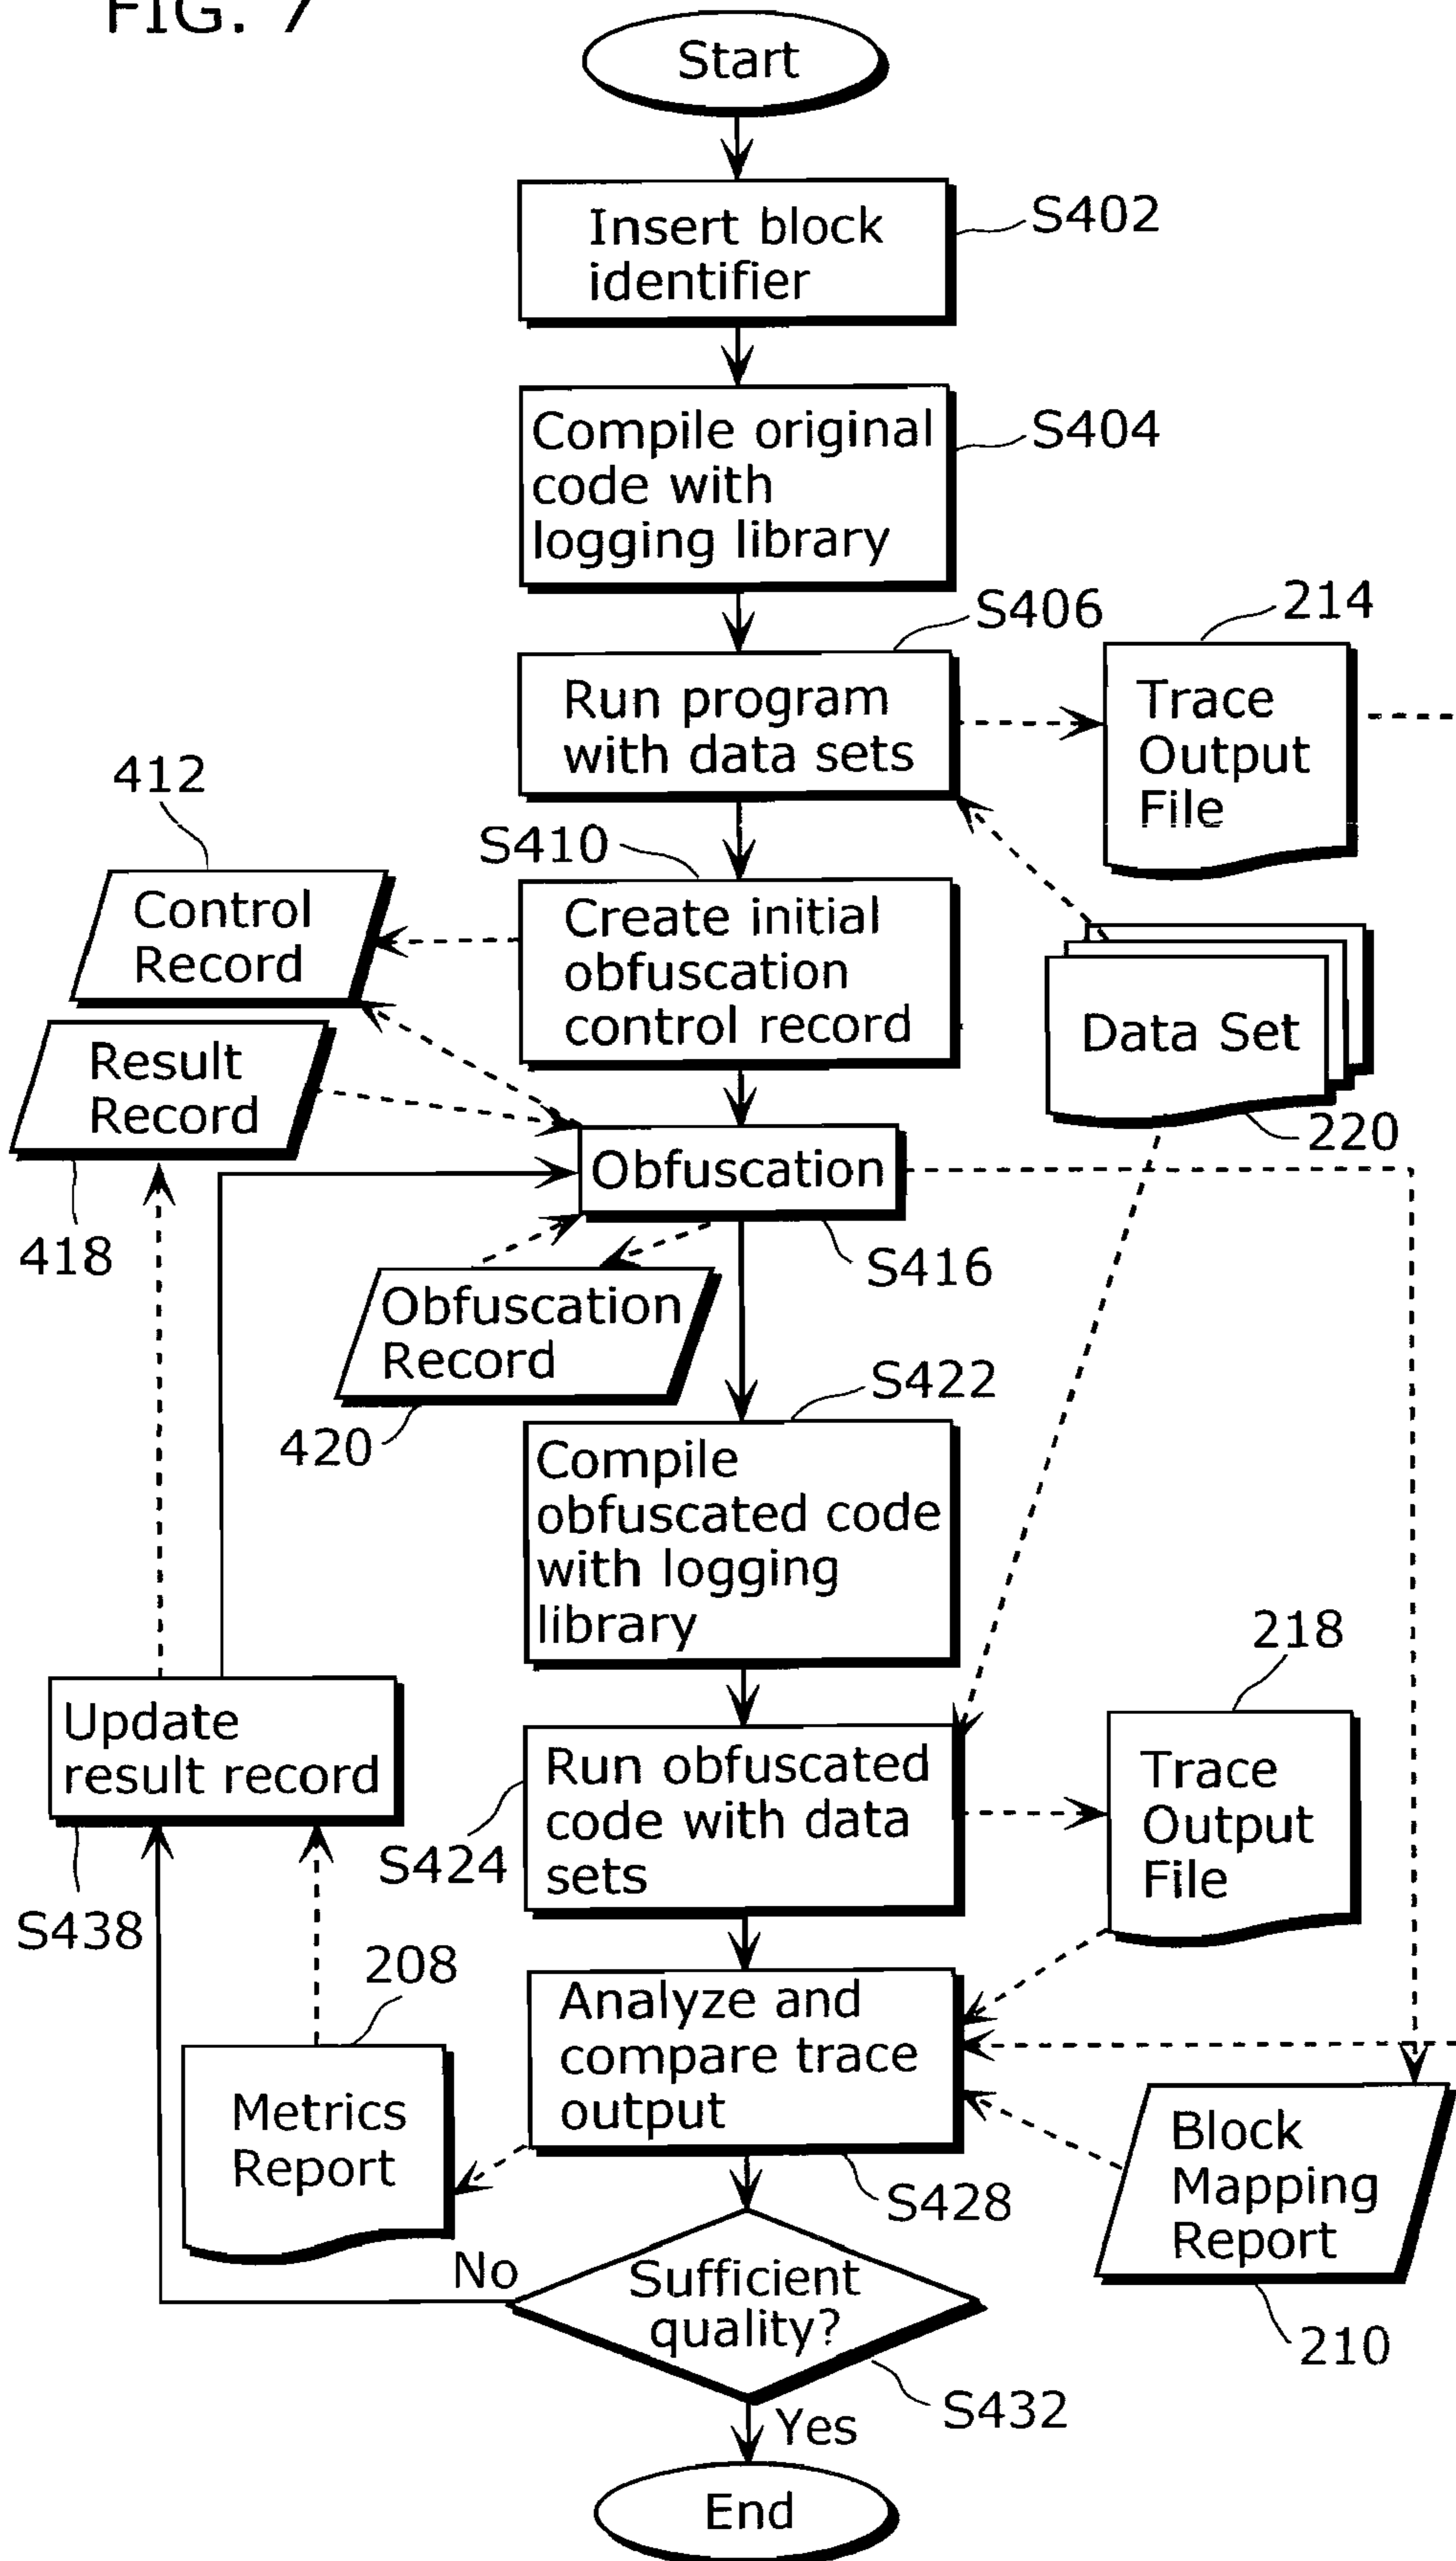 FIG. 7
Start
Insert block
identifier
S402
Compile original
code with
logging library
S404
S406
214
Run program
with data sets
Trace
Output
File
412
S410
Control
Record
Create initial
obfuscation
control record
Data Set
220
Result
Record
418
Obfuscation
S416
Obfuscation
Record
420
S422
Compile
obfuscated code
with logging
library
218
Update
result record
S438
Run obfuscated
code with data
sets
S424
Trace
Output
File
208
Analyze and
compare trace
output
S428
Metrics
Report
Block
Mapping
Report
210
No
Sufficient
quality?
S432
Yes
End